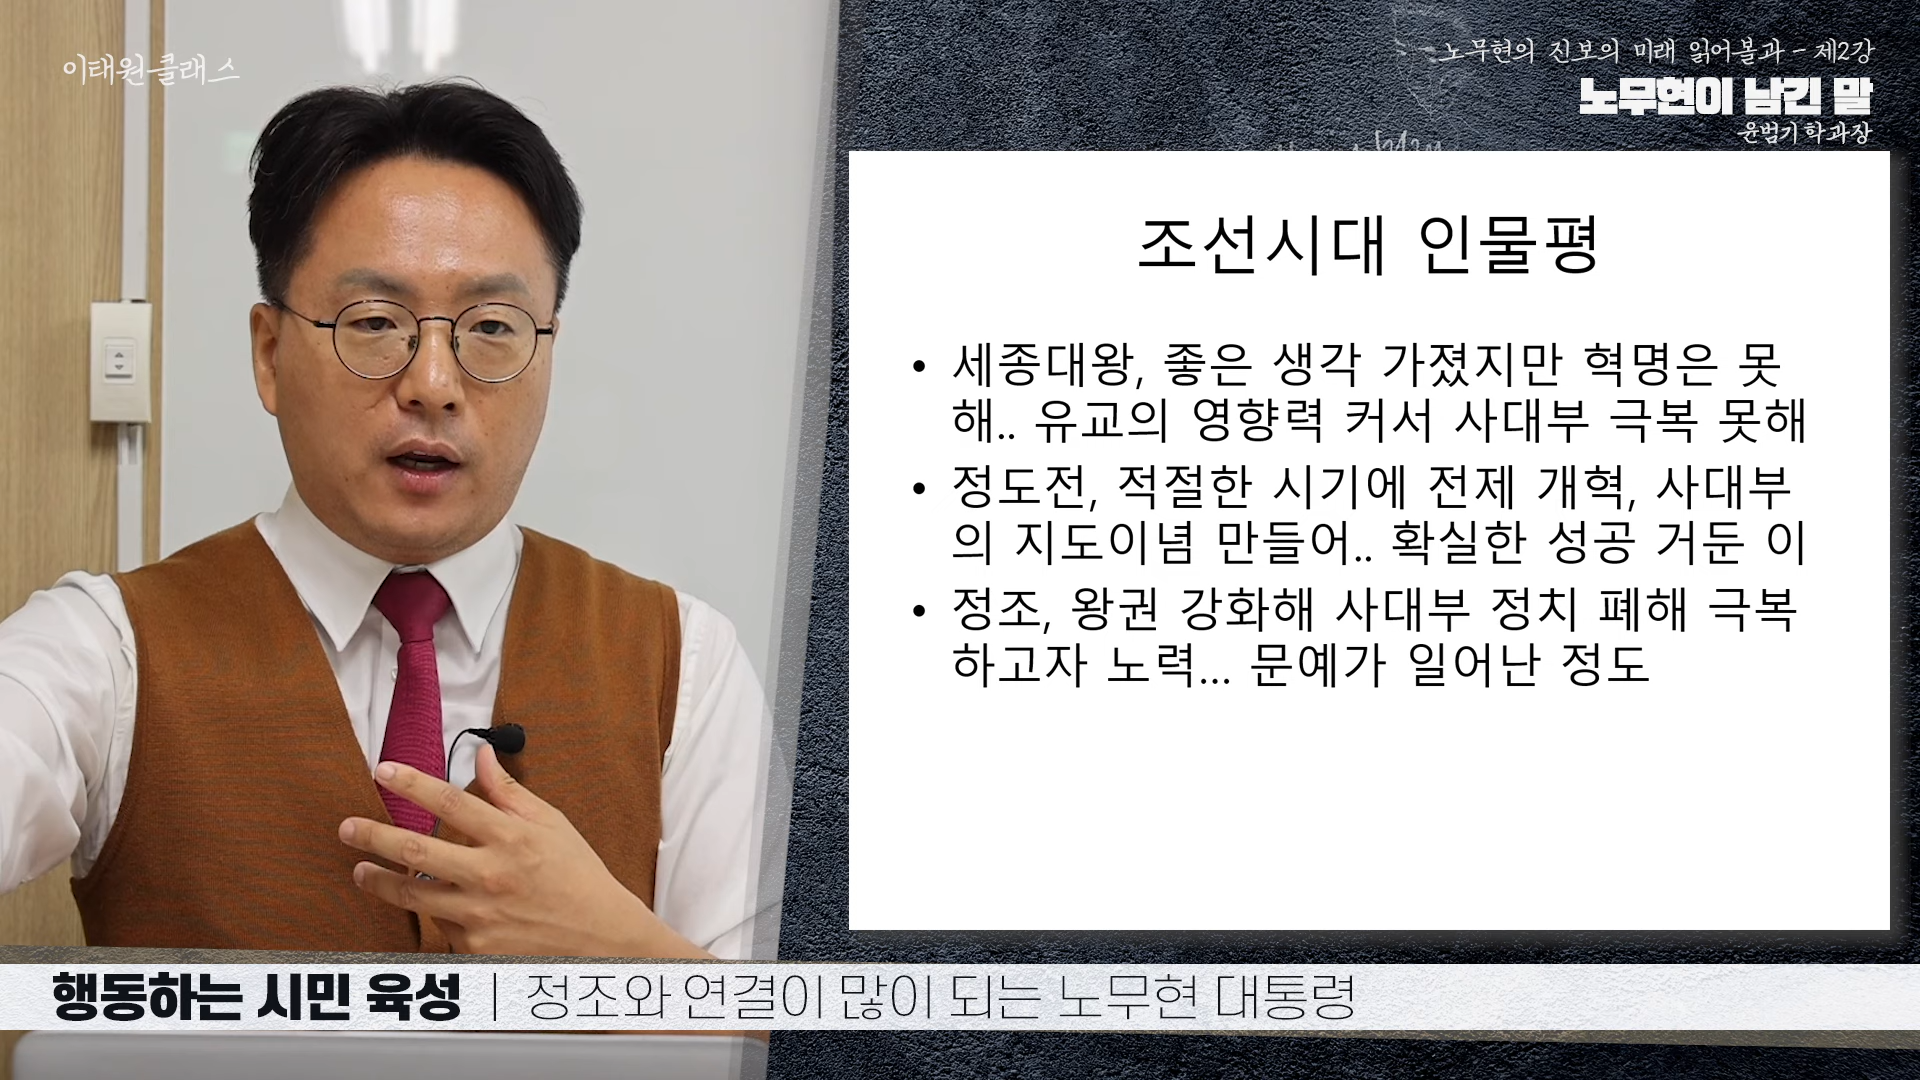 이태원클래스
노무현의 진보의 미래 읽어볼과 - 제2강
노무현이 남긴 말
윤범기 학과장
조선시대 인물평
• 세종대왕, 좋은 생각 가졌지만 혁명은 못
해.. 유교의 영향력 커서 사대부 극복 못해
• 정도전, 적절한 시기에 전제 개혁, 사대부
의 지도이념 만들어.. 확실한 성공 거둔 이
• 정조, 왕권 강화해 사대부 정치 폐해 극복
하고자 노력... 문예가 일어난 정도
행동하는 시민 육성 | 정조와 연결이 많이 되는 노무현 대통령